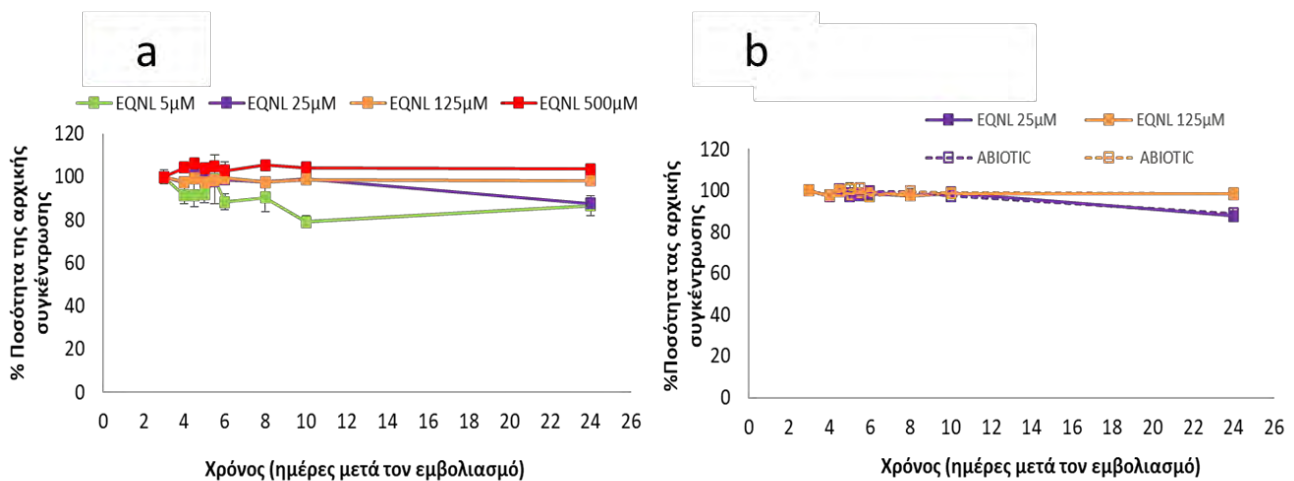 a
EQNL 5μM EQNL 25μM EQNL 125μM EQNL 500μM
% Ποσότητα της αρχικής
συγκέντρωσης
120
100
80
60
40
20
0
0 2 4 6 8 10 12 14 16 18 20 22 24 26
Χρόνος (ημέρες μετά τον εμβολιασμό)
b
EQNL 25μM EQNL 125μM
ABIOTIC ABIOTIC
%Ποσότητα τας αρχικής
συγκέντρωσης
120
100
80
60
40
20
0
0 2 4 6 8 10 12 14 16 18 20 22 24 26
Χρόνος (ημέρες μετά τον εμβολιασμό)